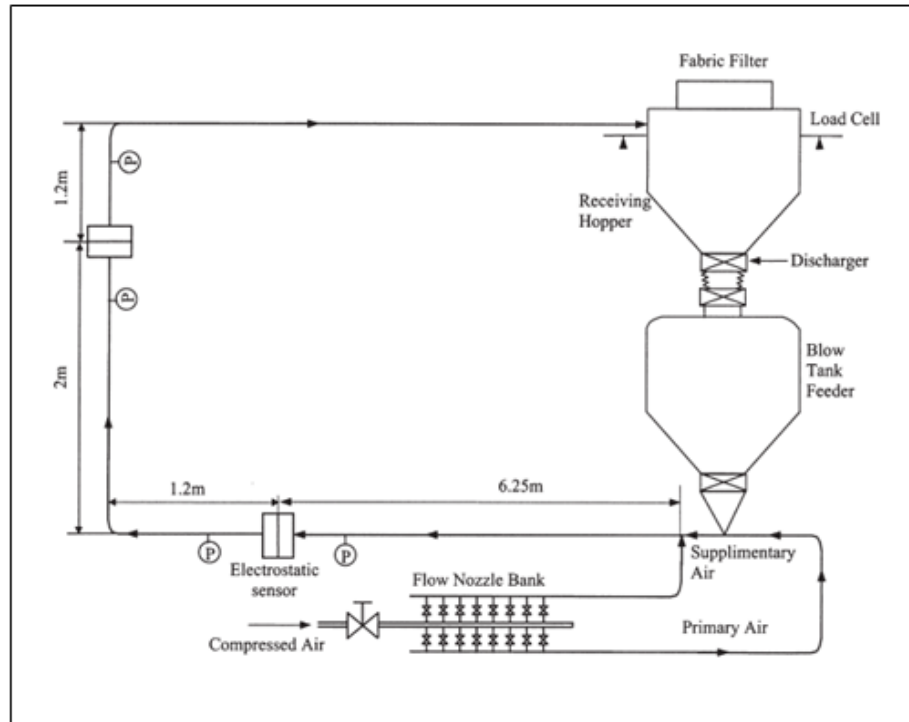 Fabric Filter
Load Cell
P
1.2m
Receiving
Hopper
Discharger
P
Blow
Tank
Feeder
2m
1.2m
6.25m
P
P
Electrostatic
sensor
Supplimentary
Air
Flow Nozzle Bank
Compressed Air
Primary Air